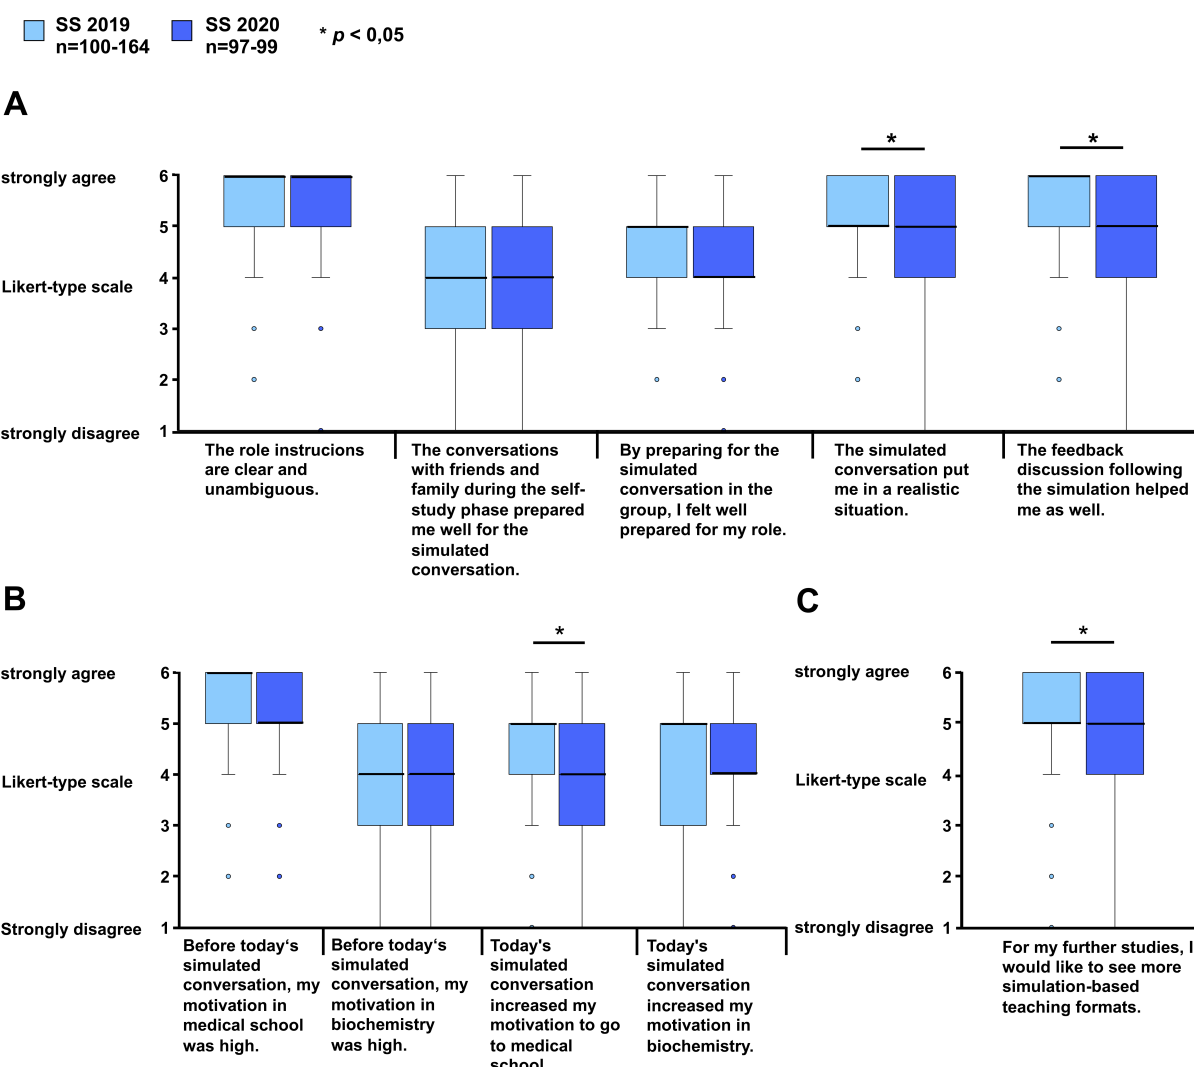 SS 2019
n=100-164
SS 2020
n=97-99
* p < 0,05
A
*
*
strongly agree
Likert-type scale
strongly disagree
6
5
4
3
2
1
The role instrucions
are clear and
unambiguous.
The conversations
with friends and
family during the self-
study phase prepared
me well for the
simulated
conversation.
By preparing for the
simulated
conversation in the
group, I felt well
prepared for my role.
The simulated
conversation put
me in a realistic
situation.
The feedback
discussion following
the simulation helped
me as well.
B
*
strongly agree
Likert-type scale
Strongly disagree
6
5
4
3
2
1
Before today‘s
simulated
conversation, my
motivation in
medical school
was high.
Before today‘s
simulated
conversation, my
motivation in
biochemistry
was high.
Today's
simulated
conversation
increased my
motivation to go
to medical
school
Today's
simulated
conversation
increased my
motivation in
biochemistry.
C
*
strongly agree
Likert-type scale
strongly disagree
6
5
4
3
2
1
For my further studies, I
would like to see more
simulation-based
teaching formats.